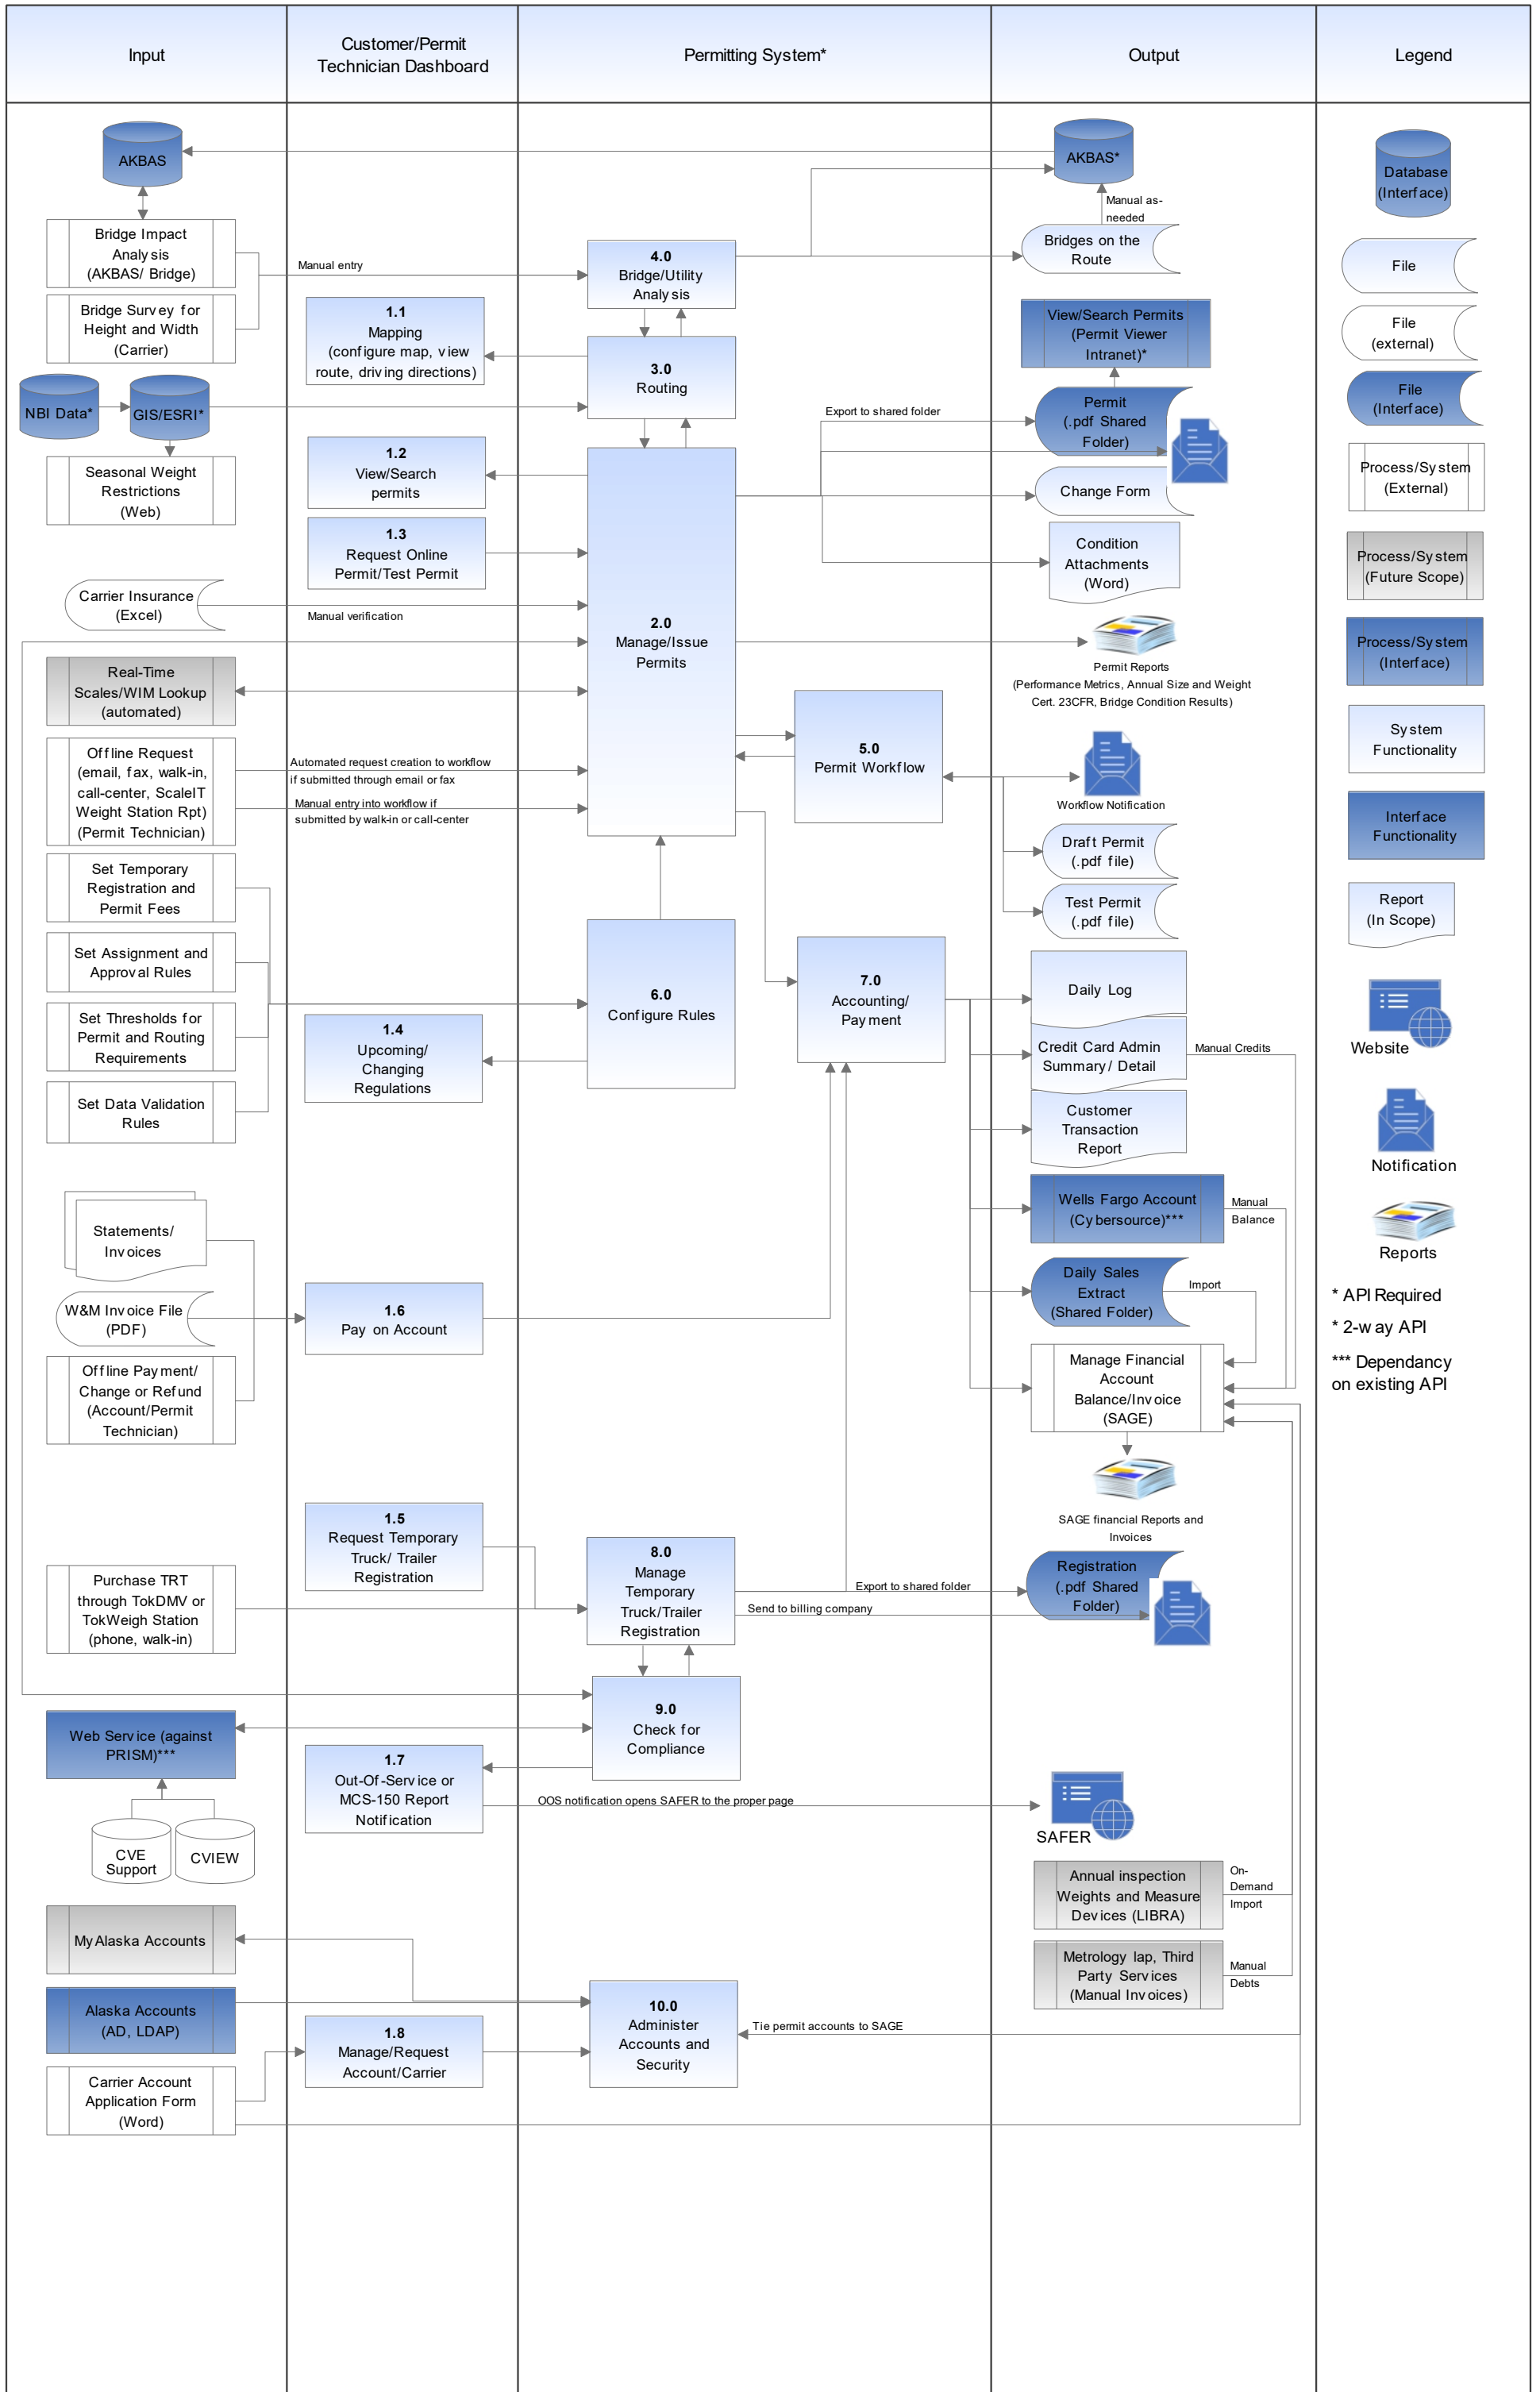 Input
Customer/Permit
Technician Dashboard
Permitting System*
Output
Legend
AKBAS
Bridge Impact
Analysis
(AKBAS/ Bridge)
Bridge Survey for
Height and Width
(Carrier)
NBI Data*
GIS/ESRI*
Seasonal Weight
Restrictions
(Web)
Carrier Insurance
(Excel)
Real-Time
Scales/WIM Lookup
(automated)
Offline Request
(email, fax, walk-in,
call-center, ScaleIT
Weight Station Rpt)
(Permit Technician)
Set Temporary
Registration and
Permit Fees
Set Assignment and
Approval Rules
Set Thresholds for
Permit and Routing
Requirements
Set Data Validation
Rules
Statements/
Invoices
W&M Invoice File
(PDF)
Offline Payment/
Change or Refund
(Account/Permit
Technician)
Purchase TRT
through TokDMV or
TokWeigh Station
(phone, walk-in)
Web Service (against
PRISM)***
CVE
Support
CVIEW
MyAlaska Accounts
Alaska Accounts
(AD, LDAP)
Carrier Account
Application Form
(Word)
Manual entry
1.1
Mapping
(configure map, view
route, driving directions)
1.2
View/Search
permits
1.3
Request Online
Permit/Test Permit
Manual verification
Automated request creation to workflow
if submitted through email or fax
Manual entry into workflow if
submitted by walk-in or call-center
1.4
Upcoming/
Changing
Regulations
1.6
Pay on Account
1.5
Request Temporary
Truck/ Trailer
Registration
1.7
Out-Of-Service or
MCS-150 Report
Notification
1.8
Manage/Request
Account/Carrier
4.0
Bridge/Utility
Analysis
3.0
Routing
2.0
Manage/Issue
Permits
5.0
Permit Workflow
6.0
Configure Rules
7.0
Accounting/
Payment
8.0
Manage
Temporary
Truck/Trailer
Registration
9.0
Check for
Compliance
10.0
Administer
Accounts and
Security
Export to shared folder
Export to shared folder
Send to billing company
OOS notification opens SAFER to the proper page
Tie permit accounts to SAGE
AKBAS*
Manual as-
needed
Bridges on the
Route
View/Search Permits
(Permit Viewer
Intranet)*
Permit
(.pdf Shared
Folder)
Change Form
Condition
Attachments
(Word)
Permit Reports
(Performance Metrics, Annual Size and Weight
Cert. 23CFR, Bridge Condition Results)
Workflow Notification
Draft Permit
(.pdf file)
Test Permit
(.pdf file)
Daily Log
Credit Card Admin
Summary/ Detail
Manual Credits
Customer
Transaction
Report
Wells Fargo Account
(Cybersource)***
Manual
Balance
Daily Sales
Extract
(Shared Folder)
Import
Manage Financial
Account
Balance/Invoice
(SAGE)
SAGE financial Reports and
Invoices
Registration
(.pdf Shared
Folder)
SAFER
Annual inspection
Weights and Measure
Devices (LIBRA)
On-
Demand
Import
Metrology lap, Third
Party Services
(Manual Invoices)
Manual
Debts
Database
(Interface)
File
File
(external)
File
(Interface)
Process/System
(External)
Process/System
(Future Scope)
Process/System
(Interface)
System
Functionality
Interface
Functionality
Report
(In Scope)
Website
Notification
Reports
* API Required
* 2-way API
*** Dependancy
on existing API